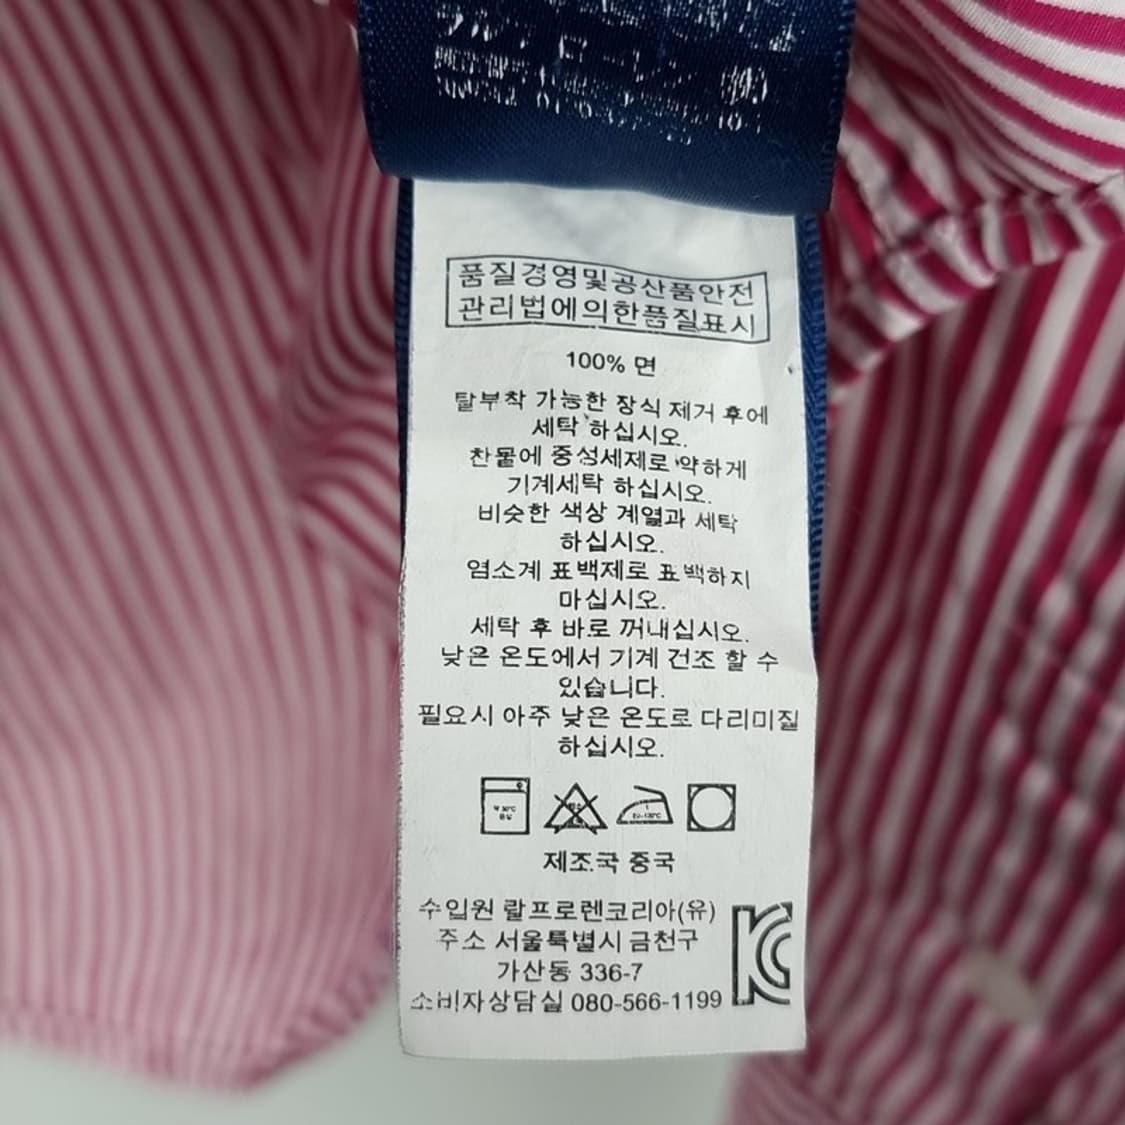 품질경영및공산품안전
관리법에의한품질표시
100% 면
탈부착 가능한 장식 제거 후에
세탁 하십시오.
찬물에 중성세제로 약하게
기계세탁 하십시오.
비슷한 색상 계열과 세탁
하십시오.
염소계 표백제로 표백하지
마십시오.
세탁 후 바로 꺼내십시오.
낮은 온도에서 기계 건조 할 수
있습니다.
필요시 아주 낮은 온도로 다리미질
하십시오.
제조국 중국
수입원 랄프로렌코리아(유)
주소 서울특별시 금천구
가산동 336-7
소비자상담실 080-566-1199